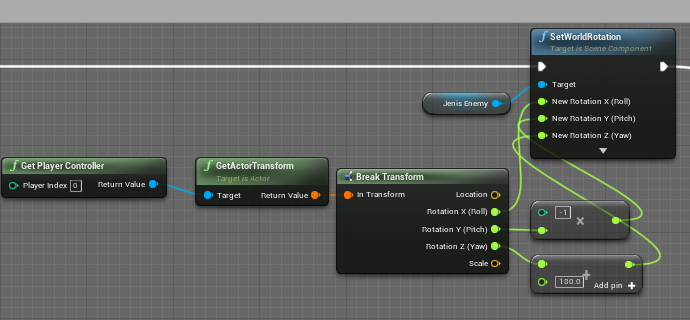 SetWorldRotation
Target is Scene Component
Target
Jenis Enemy
New Rotation X (Roll)
New Rotation Y (Pitch)
New Rotation Z (Yaw)
Get Player Controller
Player Index 0
Return Value
GetActorTransform
Target is Actor
Target
Return Value
Break Transform
In Transform
Location
Rotation X (Roll)
Rotation Y (Pitch)
Rotation Z (Yaw)
Scale
-1
×
+
180.0
Add pin +